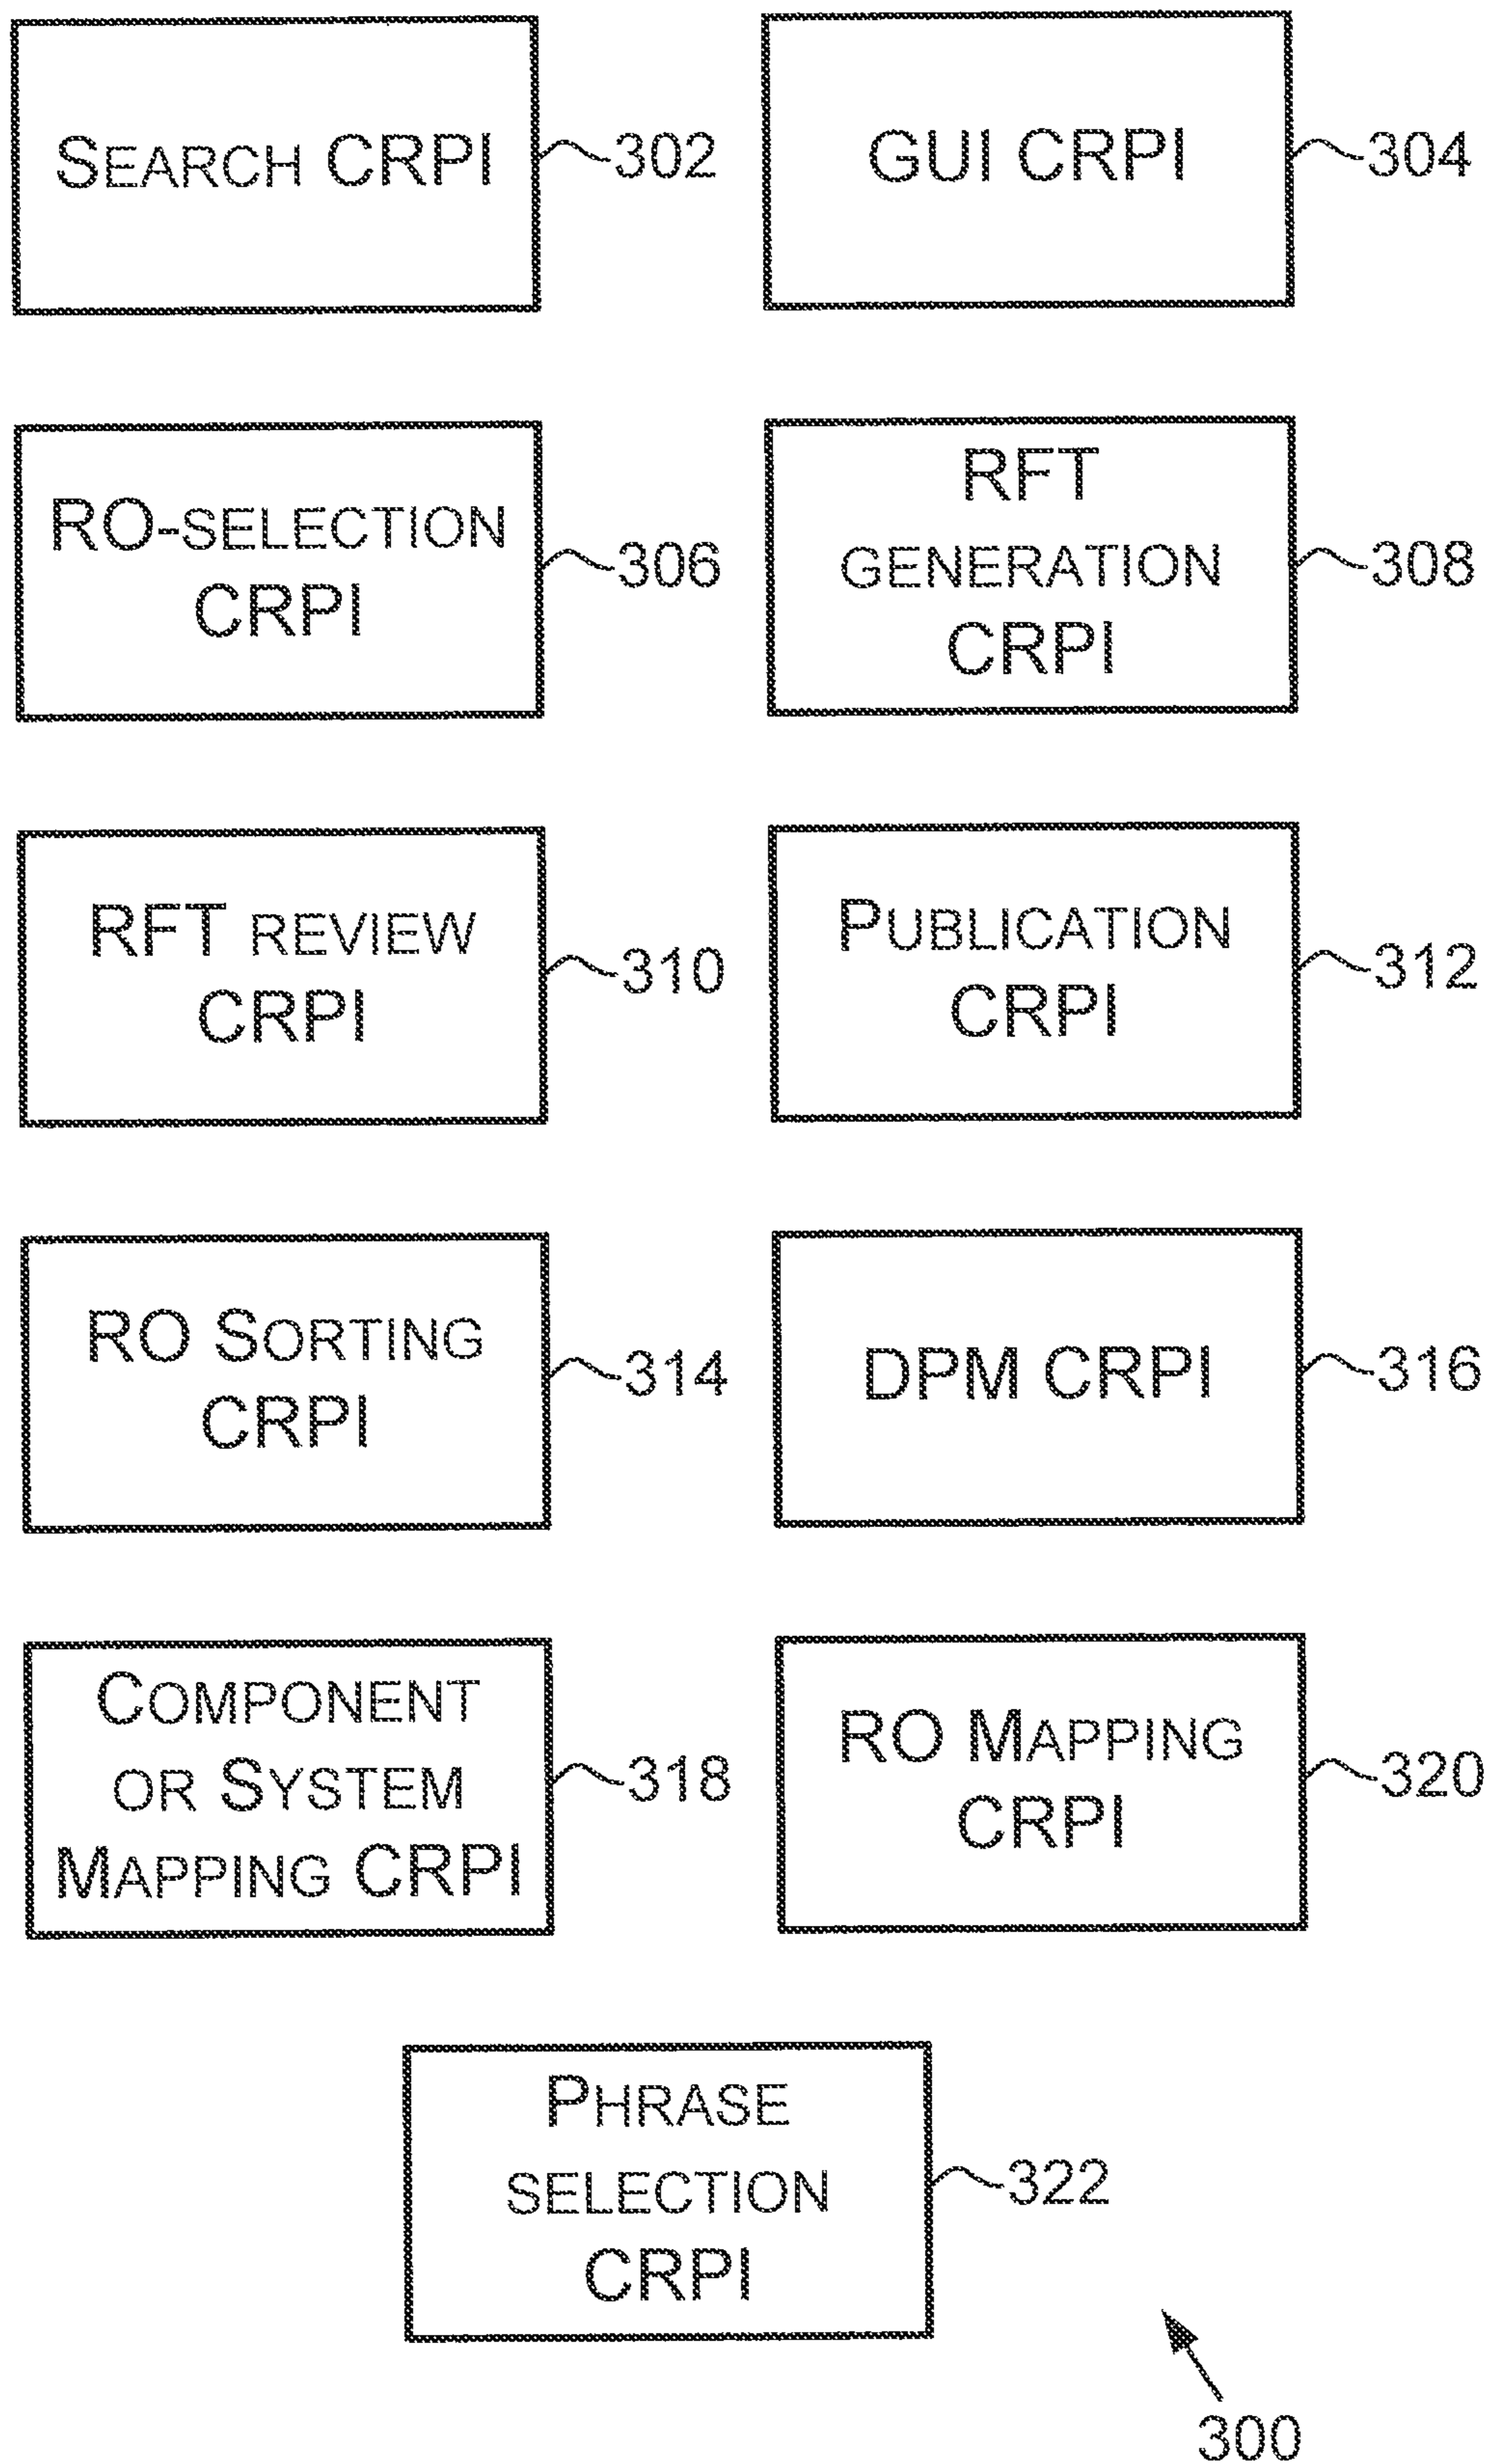 SEARCH CRPI
302
GUI CRPI
304
RO-SELECTION
CRPI
306
RFT
GENERATION
CRPI
308
RFT REVIEW
CRPI
310
PUBLICATION
CRPI
312
RO SORTING
CRPI
314
DPM CRPI
316
COMPONENT
OR SYSTEM
MAPPING CRPI
318
RO MAPPING
CRPI
320
PHRASE
SELECTION
CRPI
322
300